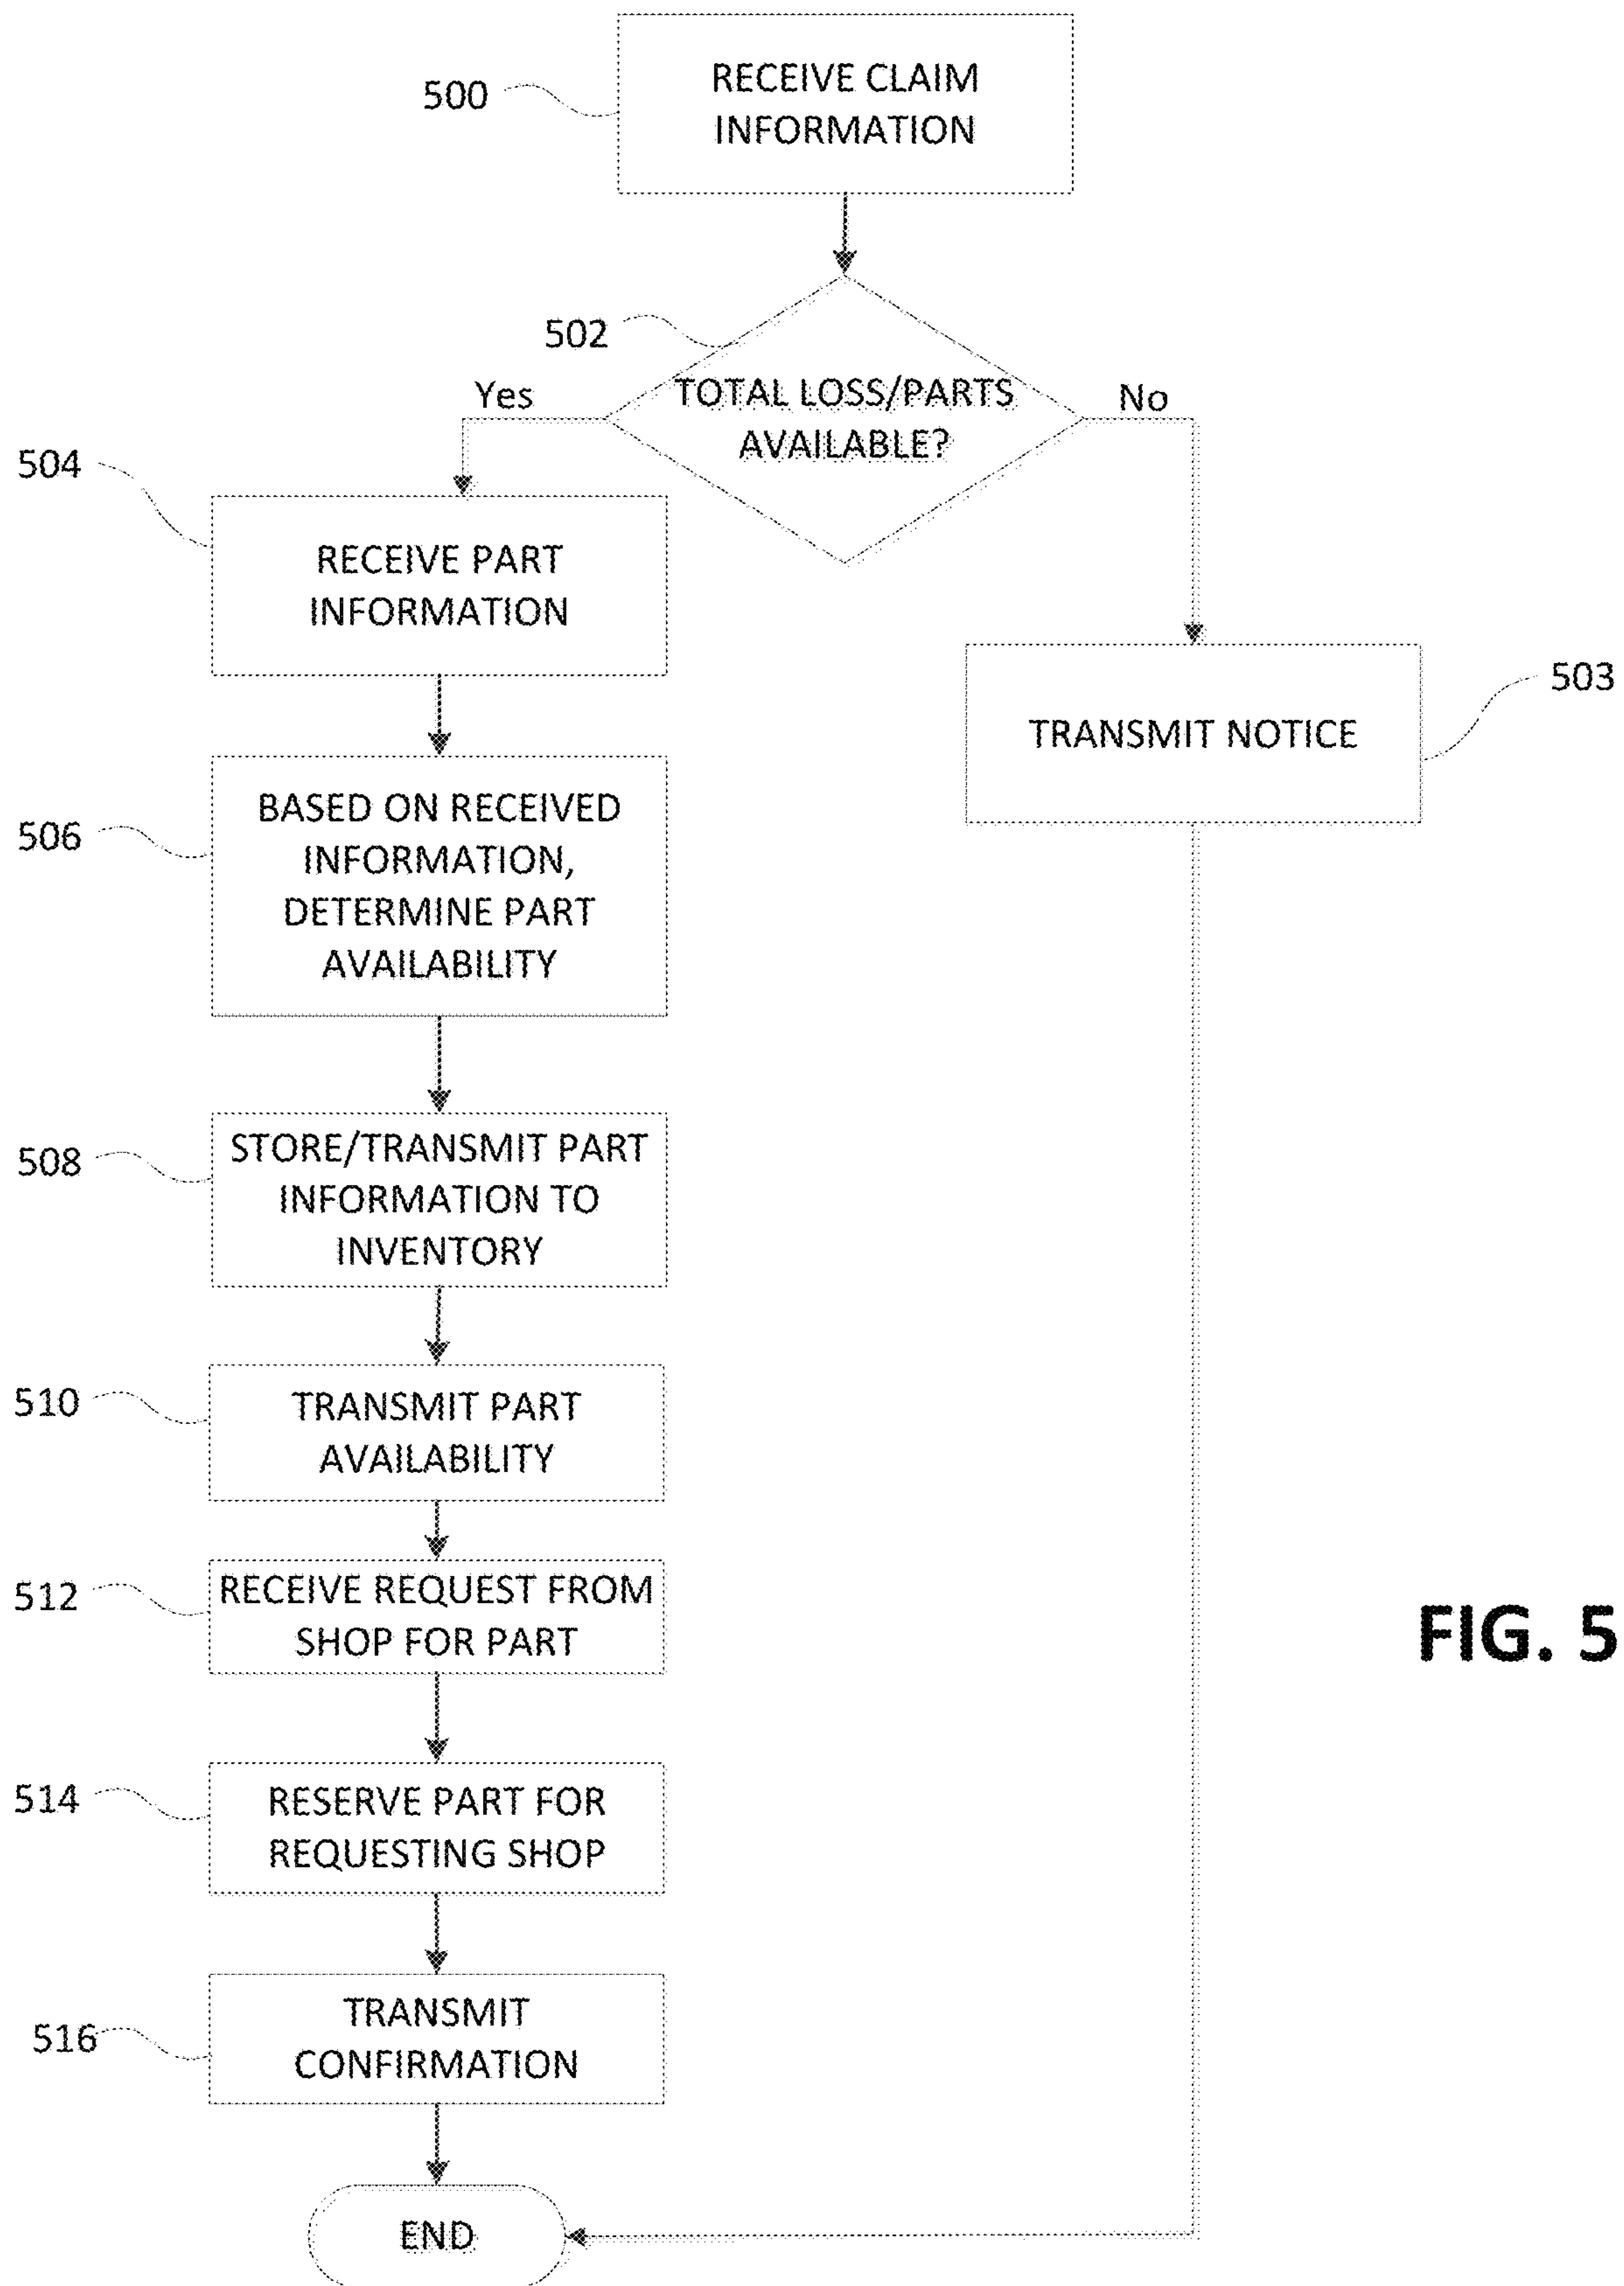 500
RECEIVE CLAIM
INFORMATION
502
TOTAL LOSS/PARTS
AVAILABLE?
Yes
No
504
RECEIVE PART
INFORMATION
503
TRANSMIT NOTICE
506
BASED ON RECEIVED
INFORMATION,
DETERMINE PART
AVAILABILITY
508
STORE/TRANSMIT PART
INFORMATION TO
INVENTORY
510
TRANSMIT PART
AVAILABILITY
512
RECEIVE REQUEST FROM
SHOP FOR PART
FIG. 5
514
RESERVE PART FOR
REQUESTING SHOP
516
TRANSMIT
CONFIRMATION
END